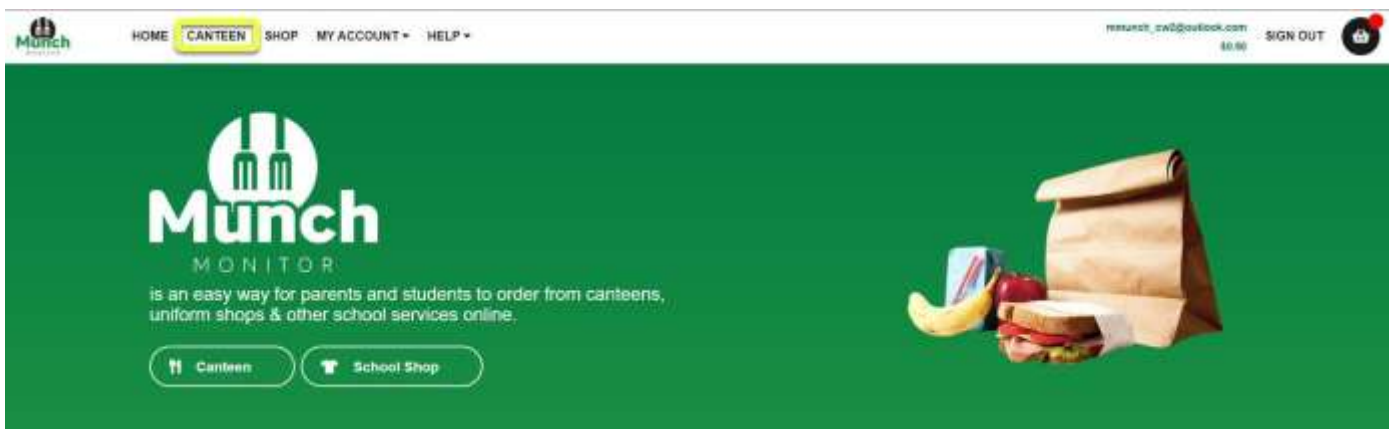 Munch
HOME CANTEEN SHOP MY ACCOUNT HELP
SIGN OUT
Munch
MONITOR
is an easy way for parents and students to order from canteens,
uniform shops & other school services online.
Canteen
School Shop